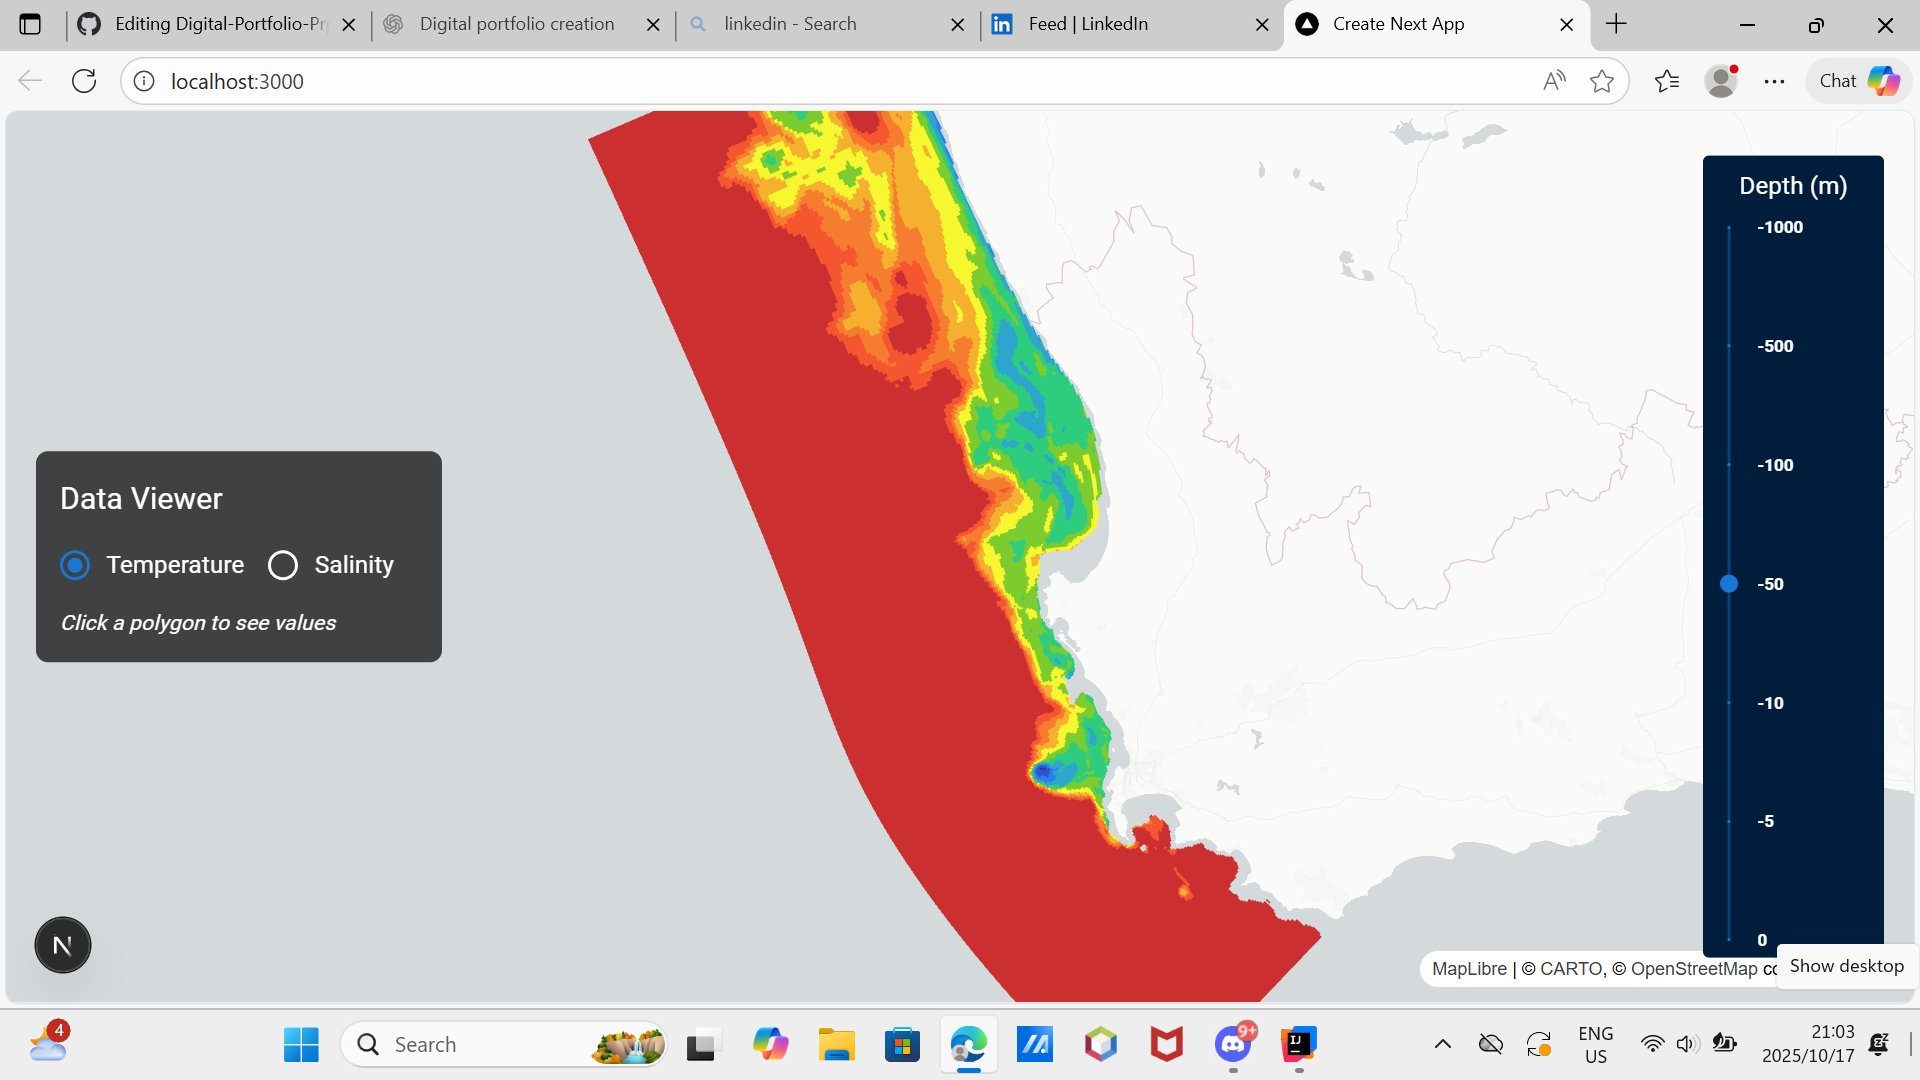 Editing Digital-Portfolio-Pr
Digital portfolio creation
linkedin - Search
Feed | LinkedIn
Create Next App
localhost:3000
Chat
Depth (m)
-1000
-500
-100
-50
-10
-5
0
Data Viewer
Temperature
Salinity
Click a polygon to see values
N
MapLibre | © CARTO, © OpenStreetMap co
Show desktop
4
Search
9+
IJ
ENG
US
21:03
2025/10/17